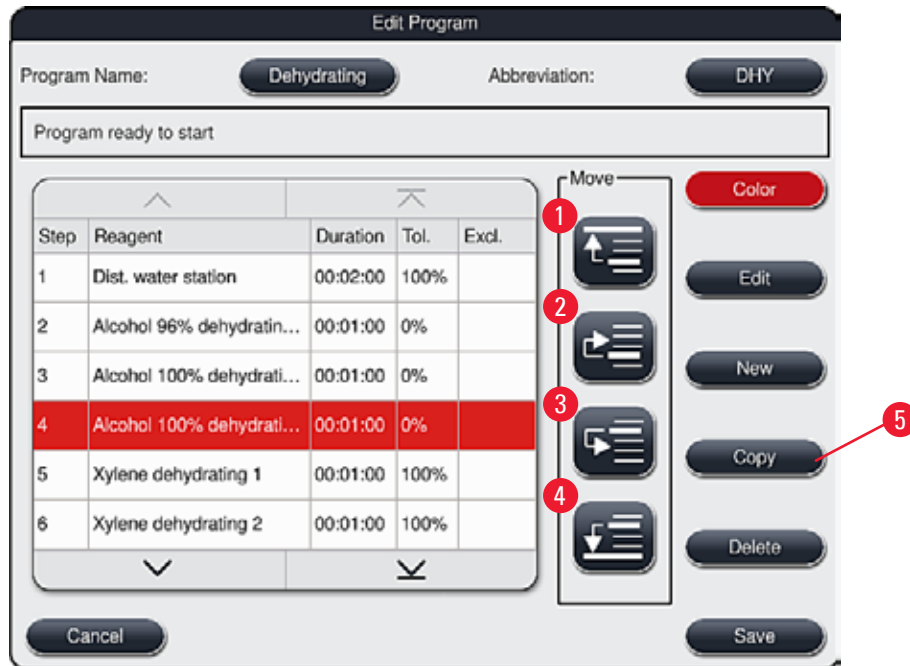 Edit Program
Program Name: Dehydrating Abbreviation: DHY
Program ready to start
Move
Color
1
Step Reagent Duration Tol. Excl.
1 Dist. water station 00:02:00 100%
Edit
2
2 Alcohol 96% dehydratin... 00:01:00 0%
3 Alcohol 100% dehydrati... 00:01:00 0%
New
3
4 Alcohol 100% dehydrati... 00:01:00 0%
5
Copy
5 Xylene dehydrating 1 00:01:00 100%
4
6 Xylene dehydrating 2 00:01:00 100%
Delete
Cancel Save